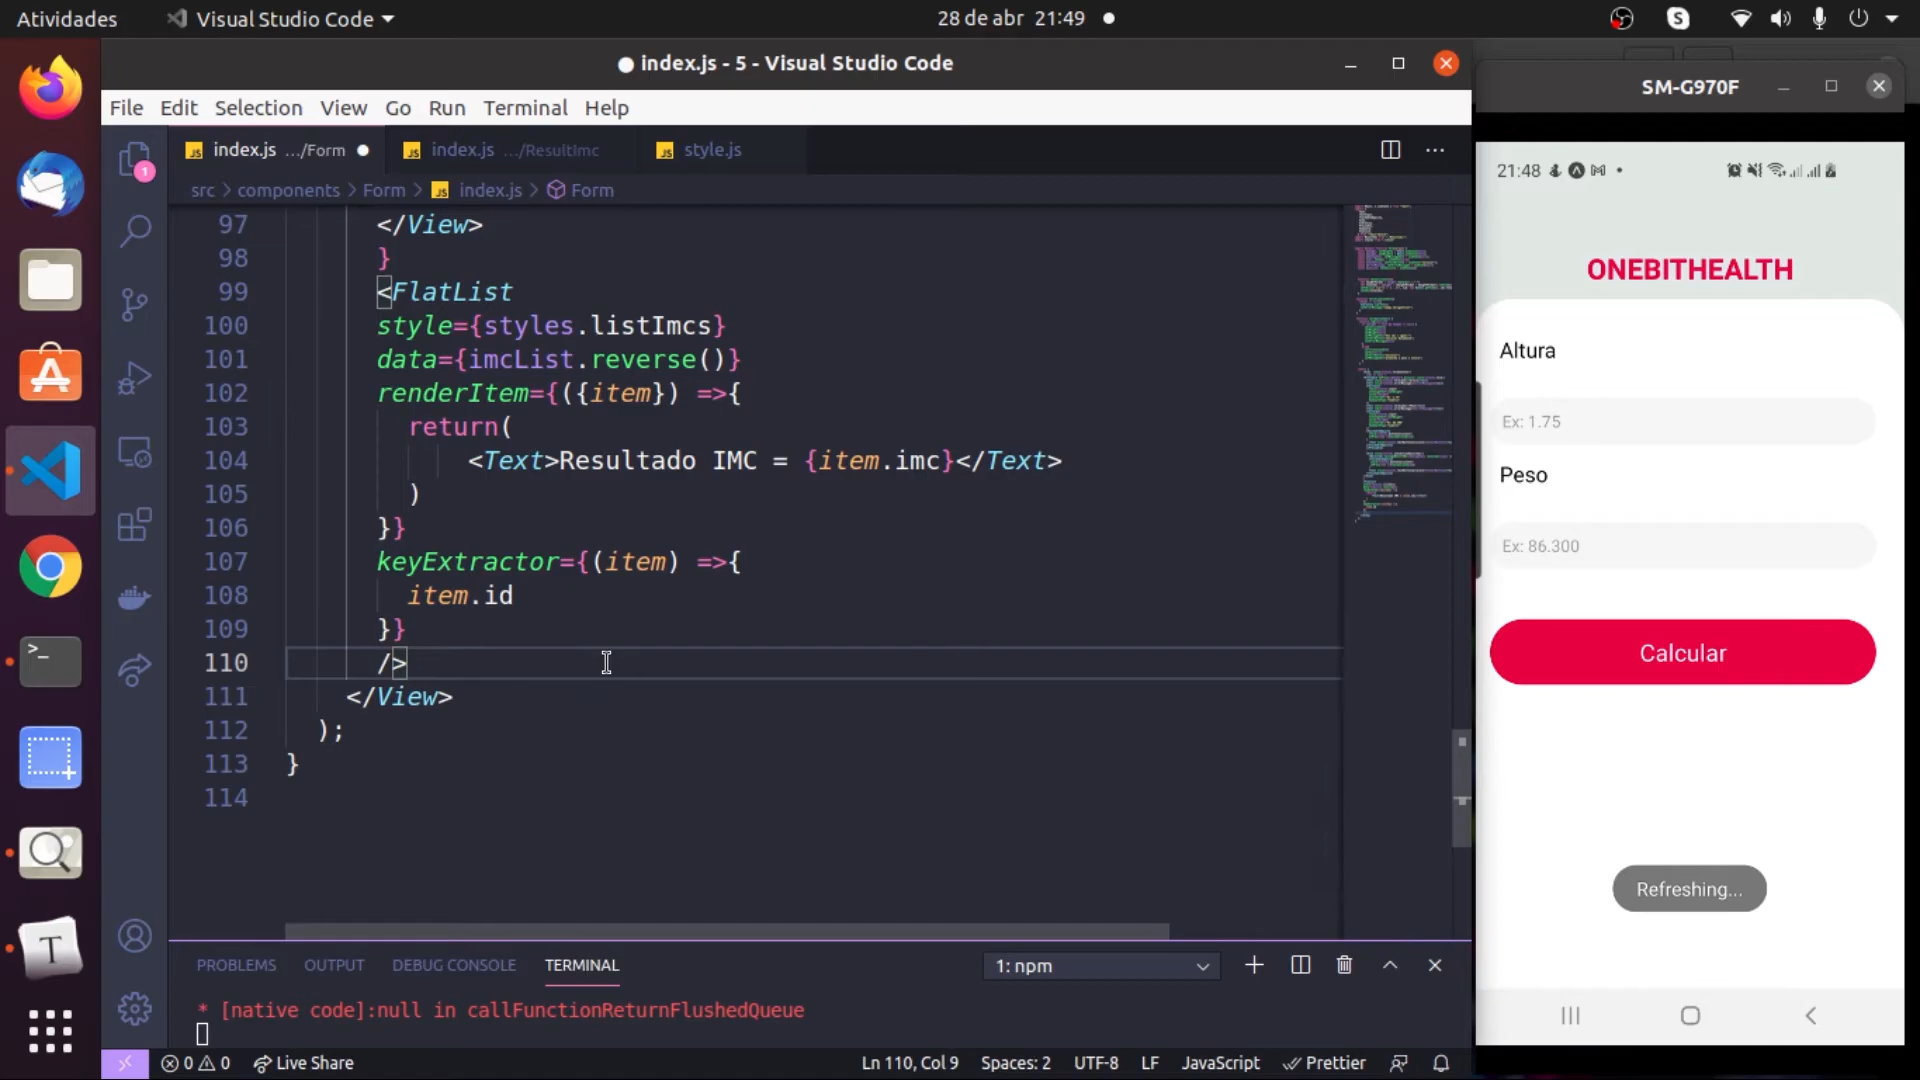 Atividades
Visual Studio Code
28 de abr 21:49
index.js - 5 - Visual Studio Code
File Edit Selection View Go Run Terminal Help
index.js .../Form
index.js .../ResultImc
style.js
src > components > Form > index.js > Form
97 </View>
98 }
99 <FlatList
100 style={styles.listImcs}
101 data={imcList.reverse()}
102 renderItem={({item}) =>{
103 return(
104 <Text>Resultado IMC = {item.imc}</Text>
105 )
106 }}
107 keyExtractor={(item) =>{
108 item.id
109 }}
110 />
111 </View>
112 );
113 }
114
PROBLEMS OUTPUT DEBUG CONSOLE TERMINAL
1: npm
* [native code]:null in callFunctionReturnFlushedQueue
0 0 Live Share
Ln 110, Col 9 Spaces: 2 UTF-8 LF JavaScript Prettier
1
SM-G970F
21:48
ONEBITHEALTH
Altura
Ex: 1.75
Peso
Ex: 86.300
Calcular
Refreshing...